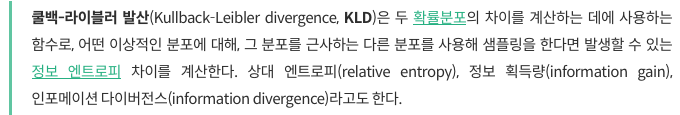 쿨백-라이블러 발산(Kullback-Leibler divergence, KLD)은 두 확률분포의 차이를 계산하는 데에 사용하는
함수로, 어떤 이상적인 분포에 대해, 그 분포를 근사하는 다른 분포를 사용해 샘플링을 한다면 발생할 수 있는
정보 엔트로피 차이를 계산한다. 상대 엔트로피(relative entropy), 정보 획득량(information gain),
인포메이션 다이버전스(information divergence)라고도 한다.